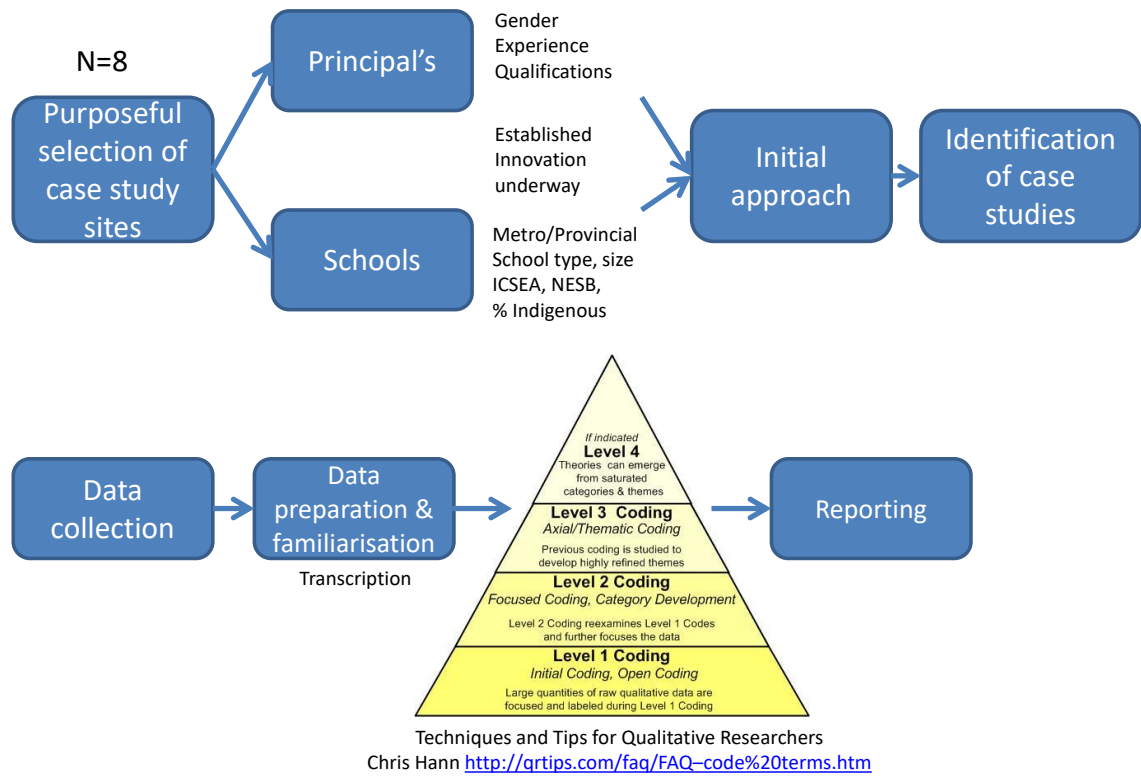 N=8
Purposeful
selection of
case study
sites
Principal's
Gender
Experience
Qualifications
Established
Innovation
underway
Schools
Metro/Provincial
School type, size
ICSEA, NESB,
% Indigenous
Initial
approach
Identification
of case
studies
Data
collection
Data
preparation &
familiarisation
Transcription
If indicated
Level 4
Theories can emerge
from saturated
categories & themes
Level 3 Coding
Axial/Thematic Coding
Previous coding is studied to
develop highly refined themes
Level 2 Coding
Focused Coding, Category Development
Level 2 Coding reexamines Level 1 Codes
and further focuses the data
Level 1 Coding
Initial Coding, Open Coding
Large quantities of raw qualitative data are
focused and labeled during Level 1 Coding
Reporting
Techniques and Tips for Qualitative Researchers
Chris Hann http://qrtips.com/faq/FAQ–code%20terms.htm